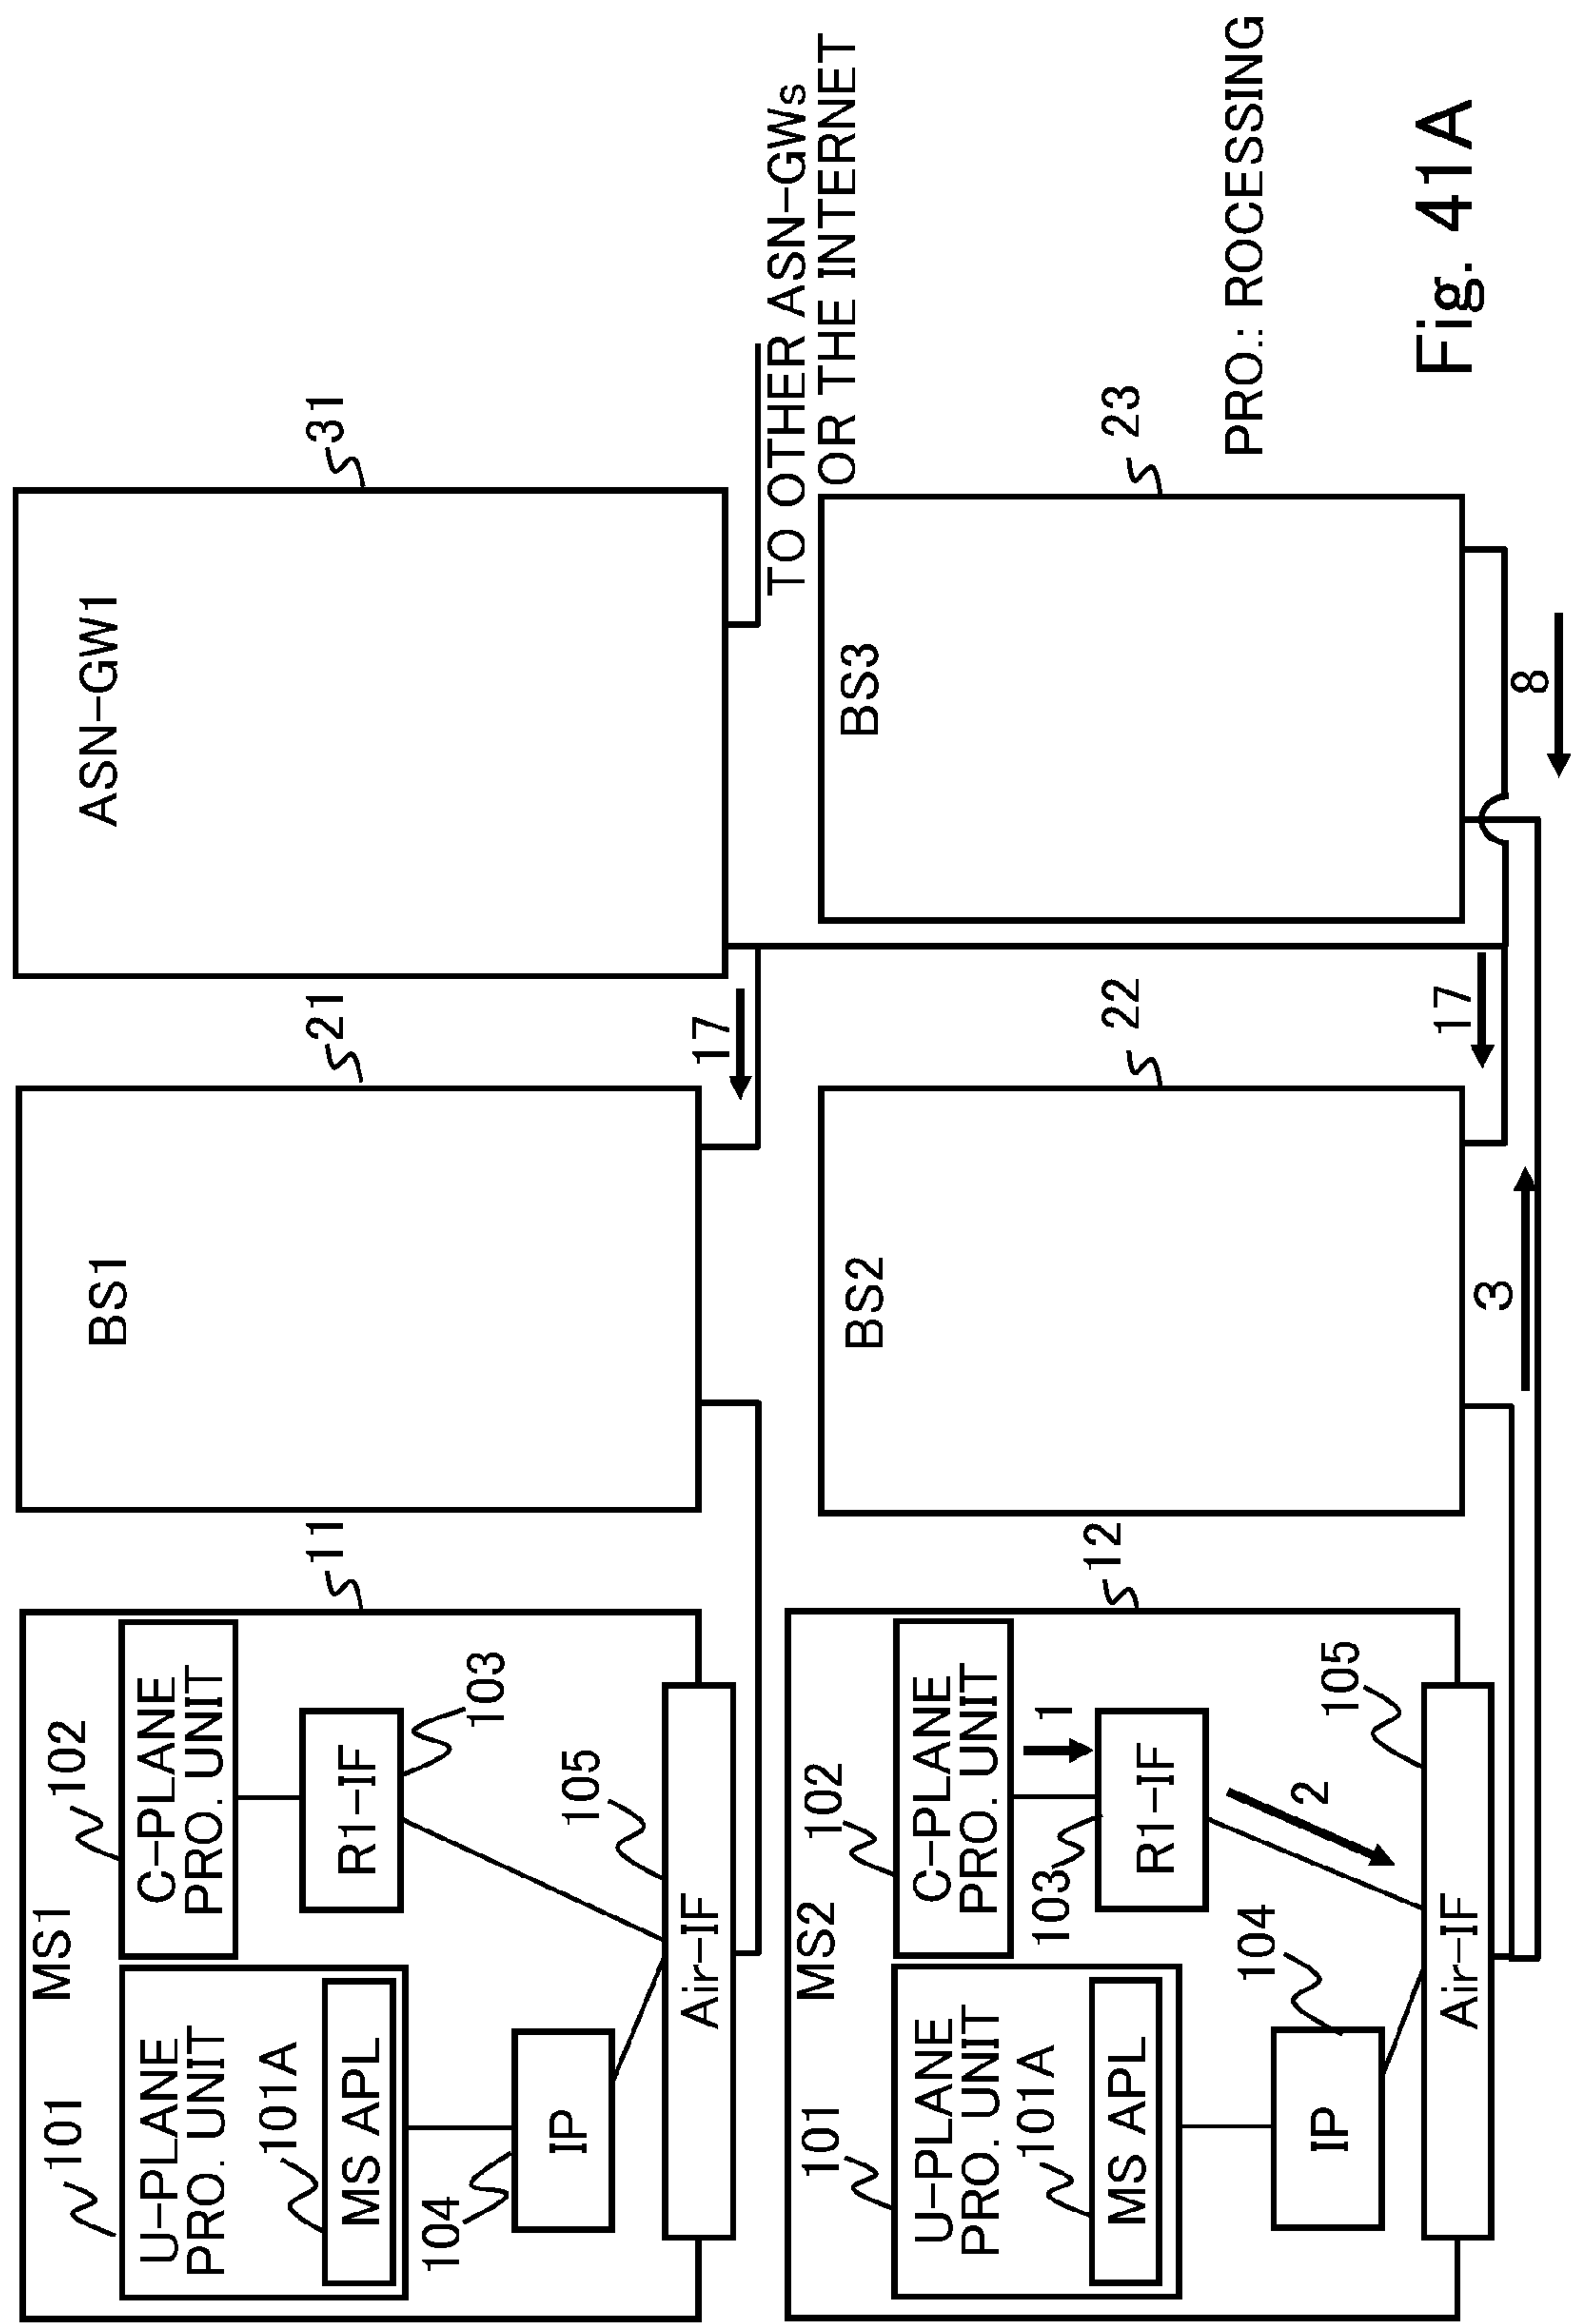 MS1
11
101
U-PLANE
PRO. UNIT
101A
MS APL
102
C-PLANE
PRO. UNIT
R1-IF
103
104
IP
105
Air-IF
BS1
21
17
ASN-GW1
31
TO OTHER ASN-GWs
OR THE INTERNET
MS2
12
101
U-PLANE
PRO. UNIT
101A
MS APL
102
C-PLANE
PRO. UNIT
1
103
R1-IF
2
104
IP
105
Air-IF
BS2
22
3
17
BS3
23
8
PRO.: ROCESSING
Fig. 41A